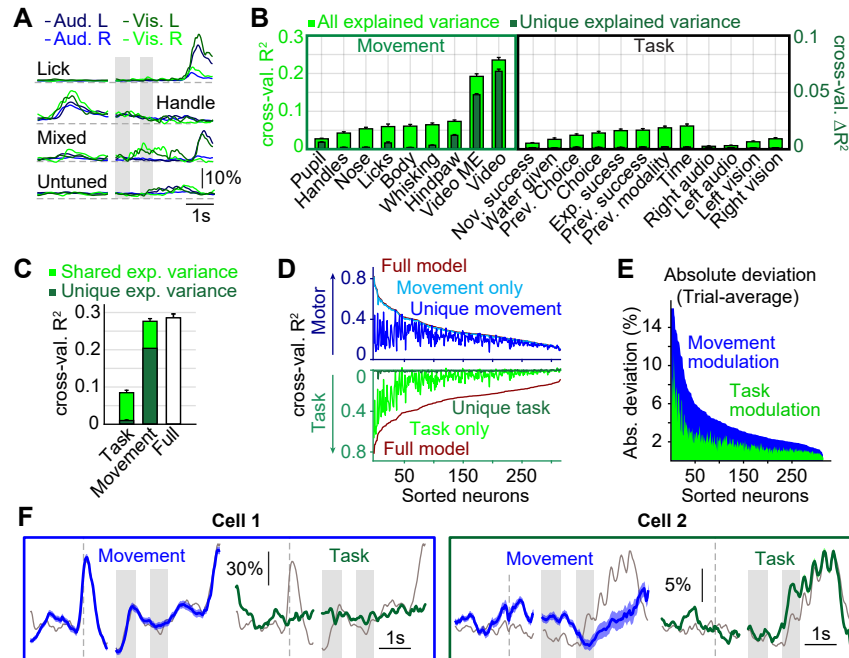 A
-Aud. L -Vis. L
-Aud. R -Vis. R
Lick
Handle
Mixed
Untuned
10%
1s
B
All explained variance Unique explained variance
Movement
Task
cross-val. R²
0.3
0.2
0.1
0
cross-val. ΔR²
0.1
0.05
0
Pupil
Handles
Nose
Licks
Body
Whisking
Hindpaw
Video ME
Video
Nov. success
Water given
Prev. Choice
Choice
Exp. sucess
Prev. success
Prev. modality
Time
Right audio
Left audio
Left vision
Right vision
C
Shared exp. variance
Unique exp. variance
cross-val. R²
0.3
0.2
0.1
0
Task
Movement
Full
D
cross-val. R²
Motor
Task
0.8
0.4
0
0
0.4
0.8
Full model
Movement only
Unique movement
Unique task
Task only
Full model
50 150 250
Sorted neurons
E
Absolute deviation
(Trial-average)
Abs. deviation (%)
14
10
6
2
Movement
modulation
Task
modulation
50 150 250
Sorted neurons
F
Cell 1
Movement
Task
30%
1s
Cell 2
Movement
Task
5%
1s